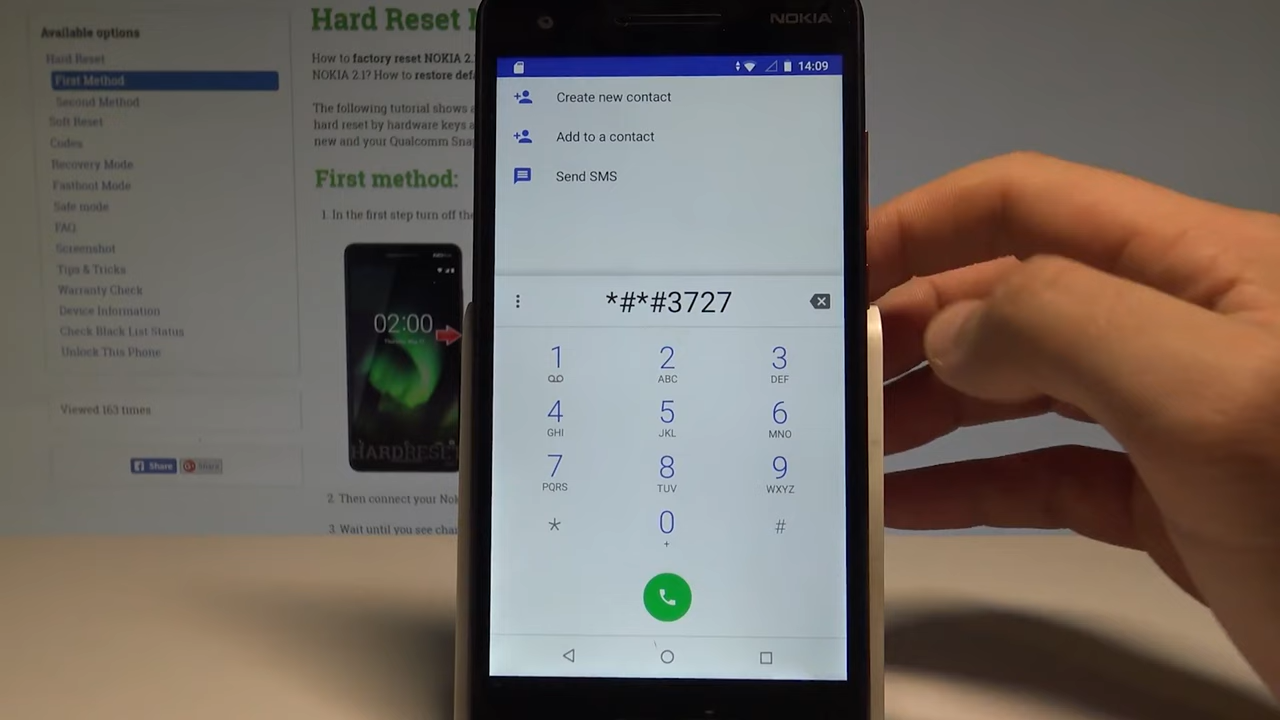 Available options
Hard Reset
First Method
Second Method
Soft Reset
Codes
Recovery Mode
Fastboot Mode
Safe mode
FAQ
Screenshot
Tips & Tricks
Warranty Check
Device Information
Check Black List Status
Unlock This Phone
Viewed 163 times
Share
Share
Hard Reset
How to factory reset NOKIA 2.
NOKIA 2.1? How to restore
The following tutorial shows
hard reset by hardware keys
new and your Qualcomm
First method:
1. In the first step turn off the
02:00
HARDRESET
2. Then connect your
3. Wait until you see
NOKIA
14:09
Create new contact
Add to a contact
Send SMS
*#*#3727
1
2 ABC
3 DEF
4 GHI
5 JKL
6 MNO
7 PQRS
8 TUV
9 WXYZ
*
0 +
#